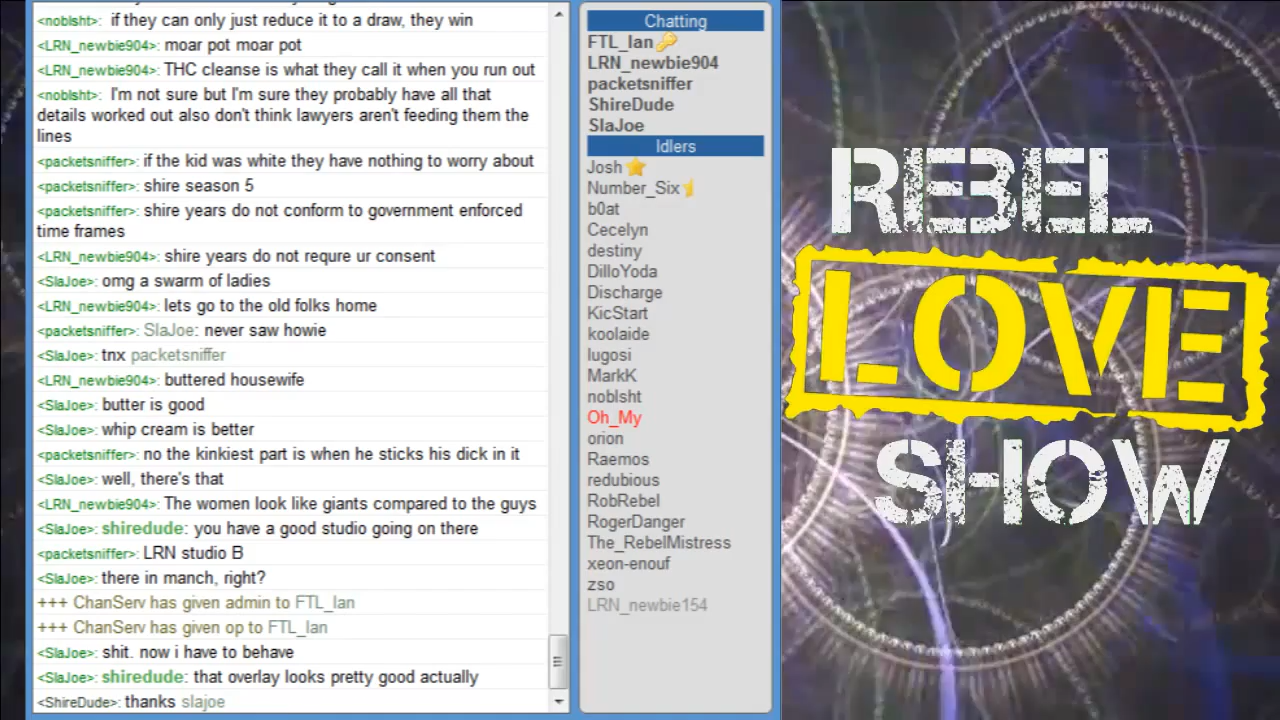 <noblsht>: if they can only just reduce it to a draw, they win
<LRN_newbie904>: moar pot moar pot
<LRN_newbie904>: THC cleanse is what they call it when you run out
<noblsht>: I'm not sure but I'm sure they probably have all that
details worked out also don't think lawyers aren't feeding them the
lines
<packetsniffer>: if the kid was white they have nothing to worry about
<packetsniffer>: shire season 5
<packetsniffer>: shire years do not conform to government enforced
time frames
<LRN_newbie904>: shire years do not requre ur consent
<SlaJoe>: omg a swarm of ladies
<LRN_newbie904>: lets go to the old folks home
<packetsniffer>: SlaJoe: never saw howie
<SlaJoe>: tnx packetsniffer
<LRN_newbie904>: buttered housewife
<SlaJoe>: butter is good
<SlaJoe>: whip cream is better
<packetsniffer>: no the kinkiest part is when he sticks his dick in it
<SlaJoe>: well, there's that
<LRN_newbie904>: The women look like giants compared to the guys
<SlaJoe>: shiredude: you have a good studio going on there
<packetsniffer>: LRN studio B
<SlaJoe>: there in manch, right?
+++ ChanServ has given admin to FTL_Ian
+++ ChanServ has given op to FTL_Ian
<SlaJoe>: shit. now i have to behave
<SlaJoe>: shiredude: that overlay looks pretty good actually
<ShireDude>: thanks slajoe
Chatting
FTL_Ian
LRN_newbie904
packetsniffer
ShireDude
SlaJoe
Idlers
Josh
Number_Six
b0at
Cecelyn
destiny
DilloYoda
Discharge
KicStart
koolaide
lugosi
MarkK
noblsht
Oh_My
orion
Raemos
redubious
RobRebel
RogerDanger
The_RebelMistress
xeon-enouf
zso
LRN_newbie154
REBEL
LOVE
SHOW